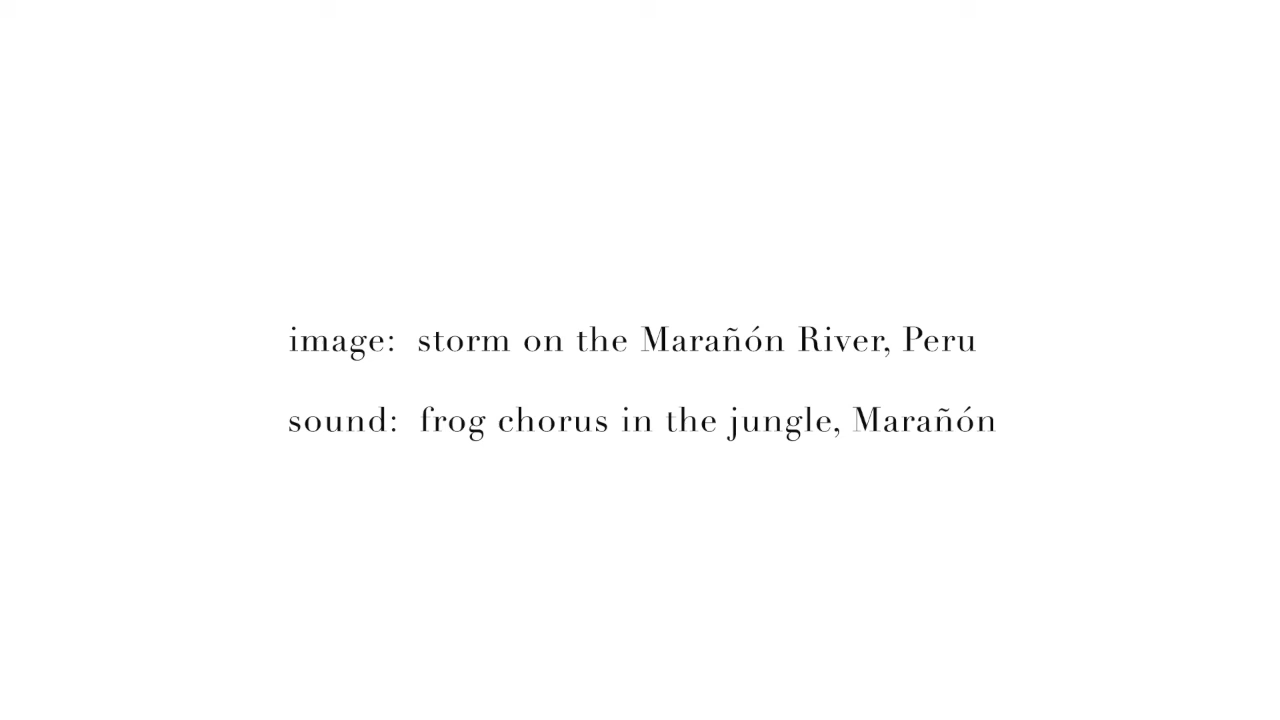 image: storm on the Marañón River, Peru
sound: frog chorus in the jungle, Marañón